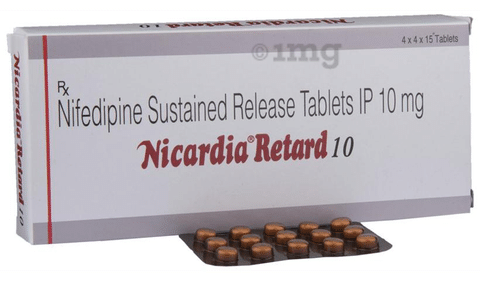 1mg
4 x 4 x 15 Tablets
Rx
Nifedipine Sustained Release Tablets IP 10 mg
Nicardia® Retard 10
Nicardia® Retard 10